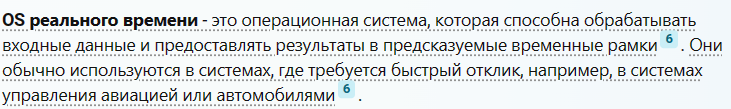 OS реального времени - это операционная система, которая способна обрабатывать
входные данные и предоставлять результаты в предсказуемые временные рамки 6 . Они
обычно используются в системах, где требуется быстрый отклик, например, в системах
управления авиацией или автомобилями 6 .